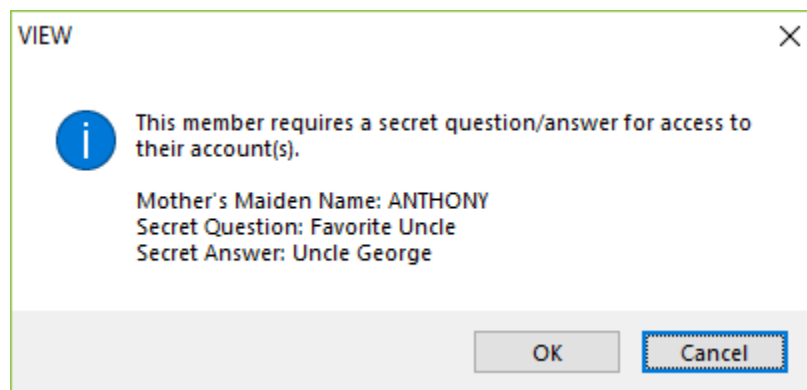 VIEW
This member requires a secret question/answer for access to
their account(s).
Mother's Maiden Name: ANTHONY
Secret Question: Favorite Uncle
Secret Answer: Uncle George
OK
Cancel